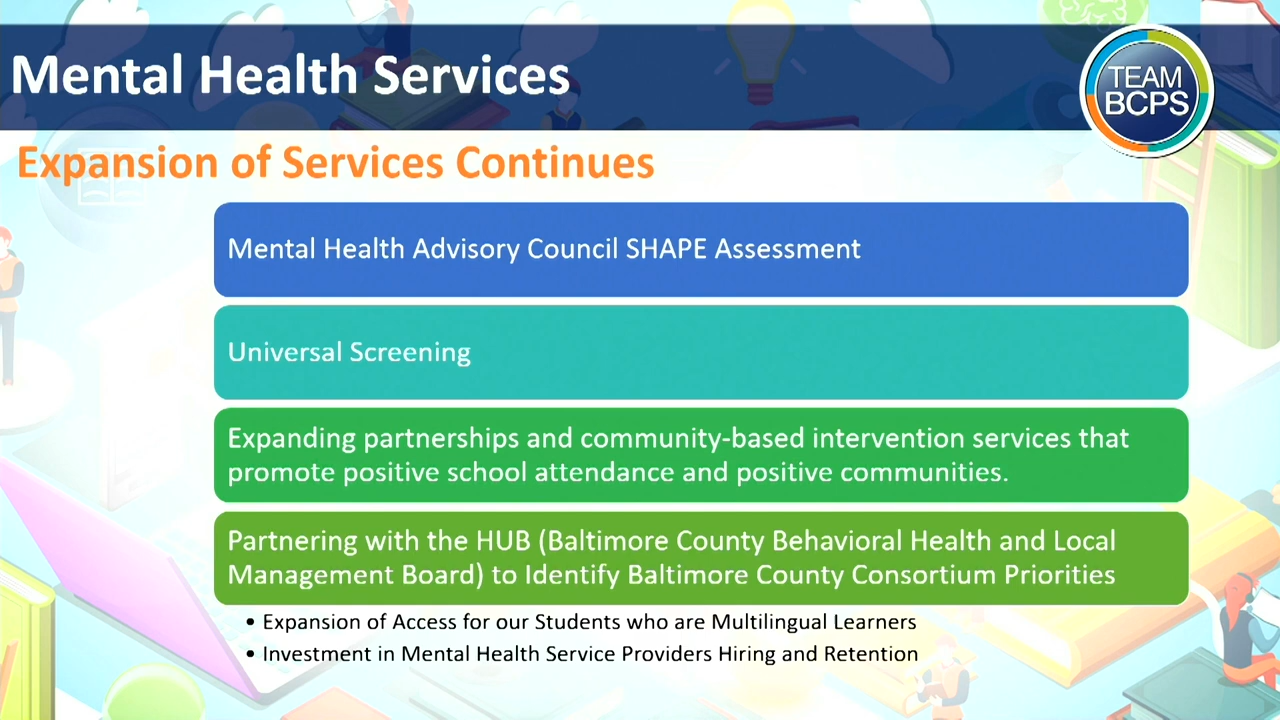 Mental Health Services
TEAM
BCPS
Expansion of Services Continues
Mental Health Advisory Council SHAPE Assessment
Universal Screening
Expanding partnerships and community-based intervention services that
promote positive school attendance and positive communities.
Partnering with the HUB (Baltimore County Behavioral Health and Local
Management Board) to Identify Baltimore County Consortium Priorities
• Expansion of Access for our Students who are Multilingual Learners
• Investment in Mental Health Service Providers Hiring and Retention